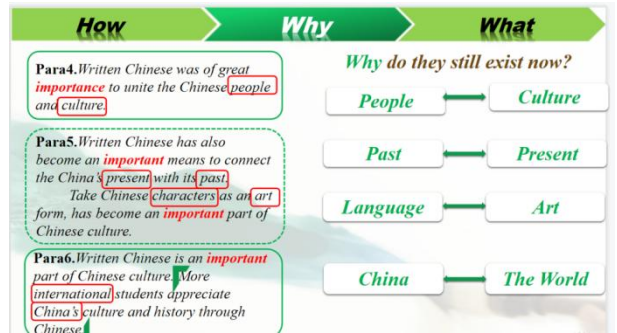 How Why What
Para4.Written Chinese was of great
importance to unite the Chinese people
and culture.
Para5.Written Chinese has also
become an important means to connect
the China's present with its past.
Take Chinese characters as an art
form, has become an important part of
Chinese culture.
Para6.Written Chinese is an important
part of Chinese culture. More
international students appreciate
China's culture and history through
Chinese
Why do they still exist now?
People Culture
Past Present
Language Art
China The World